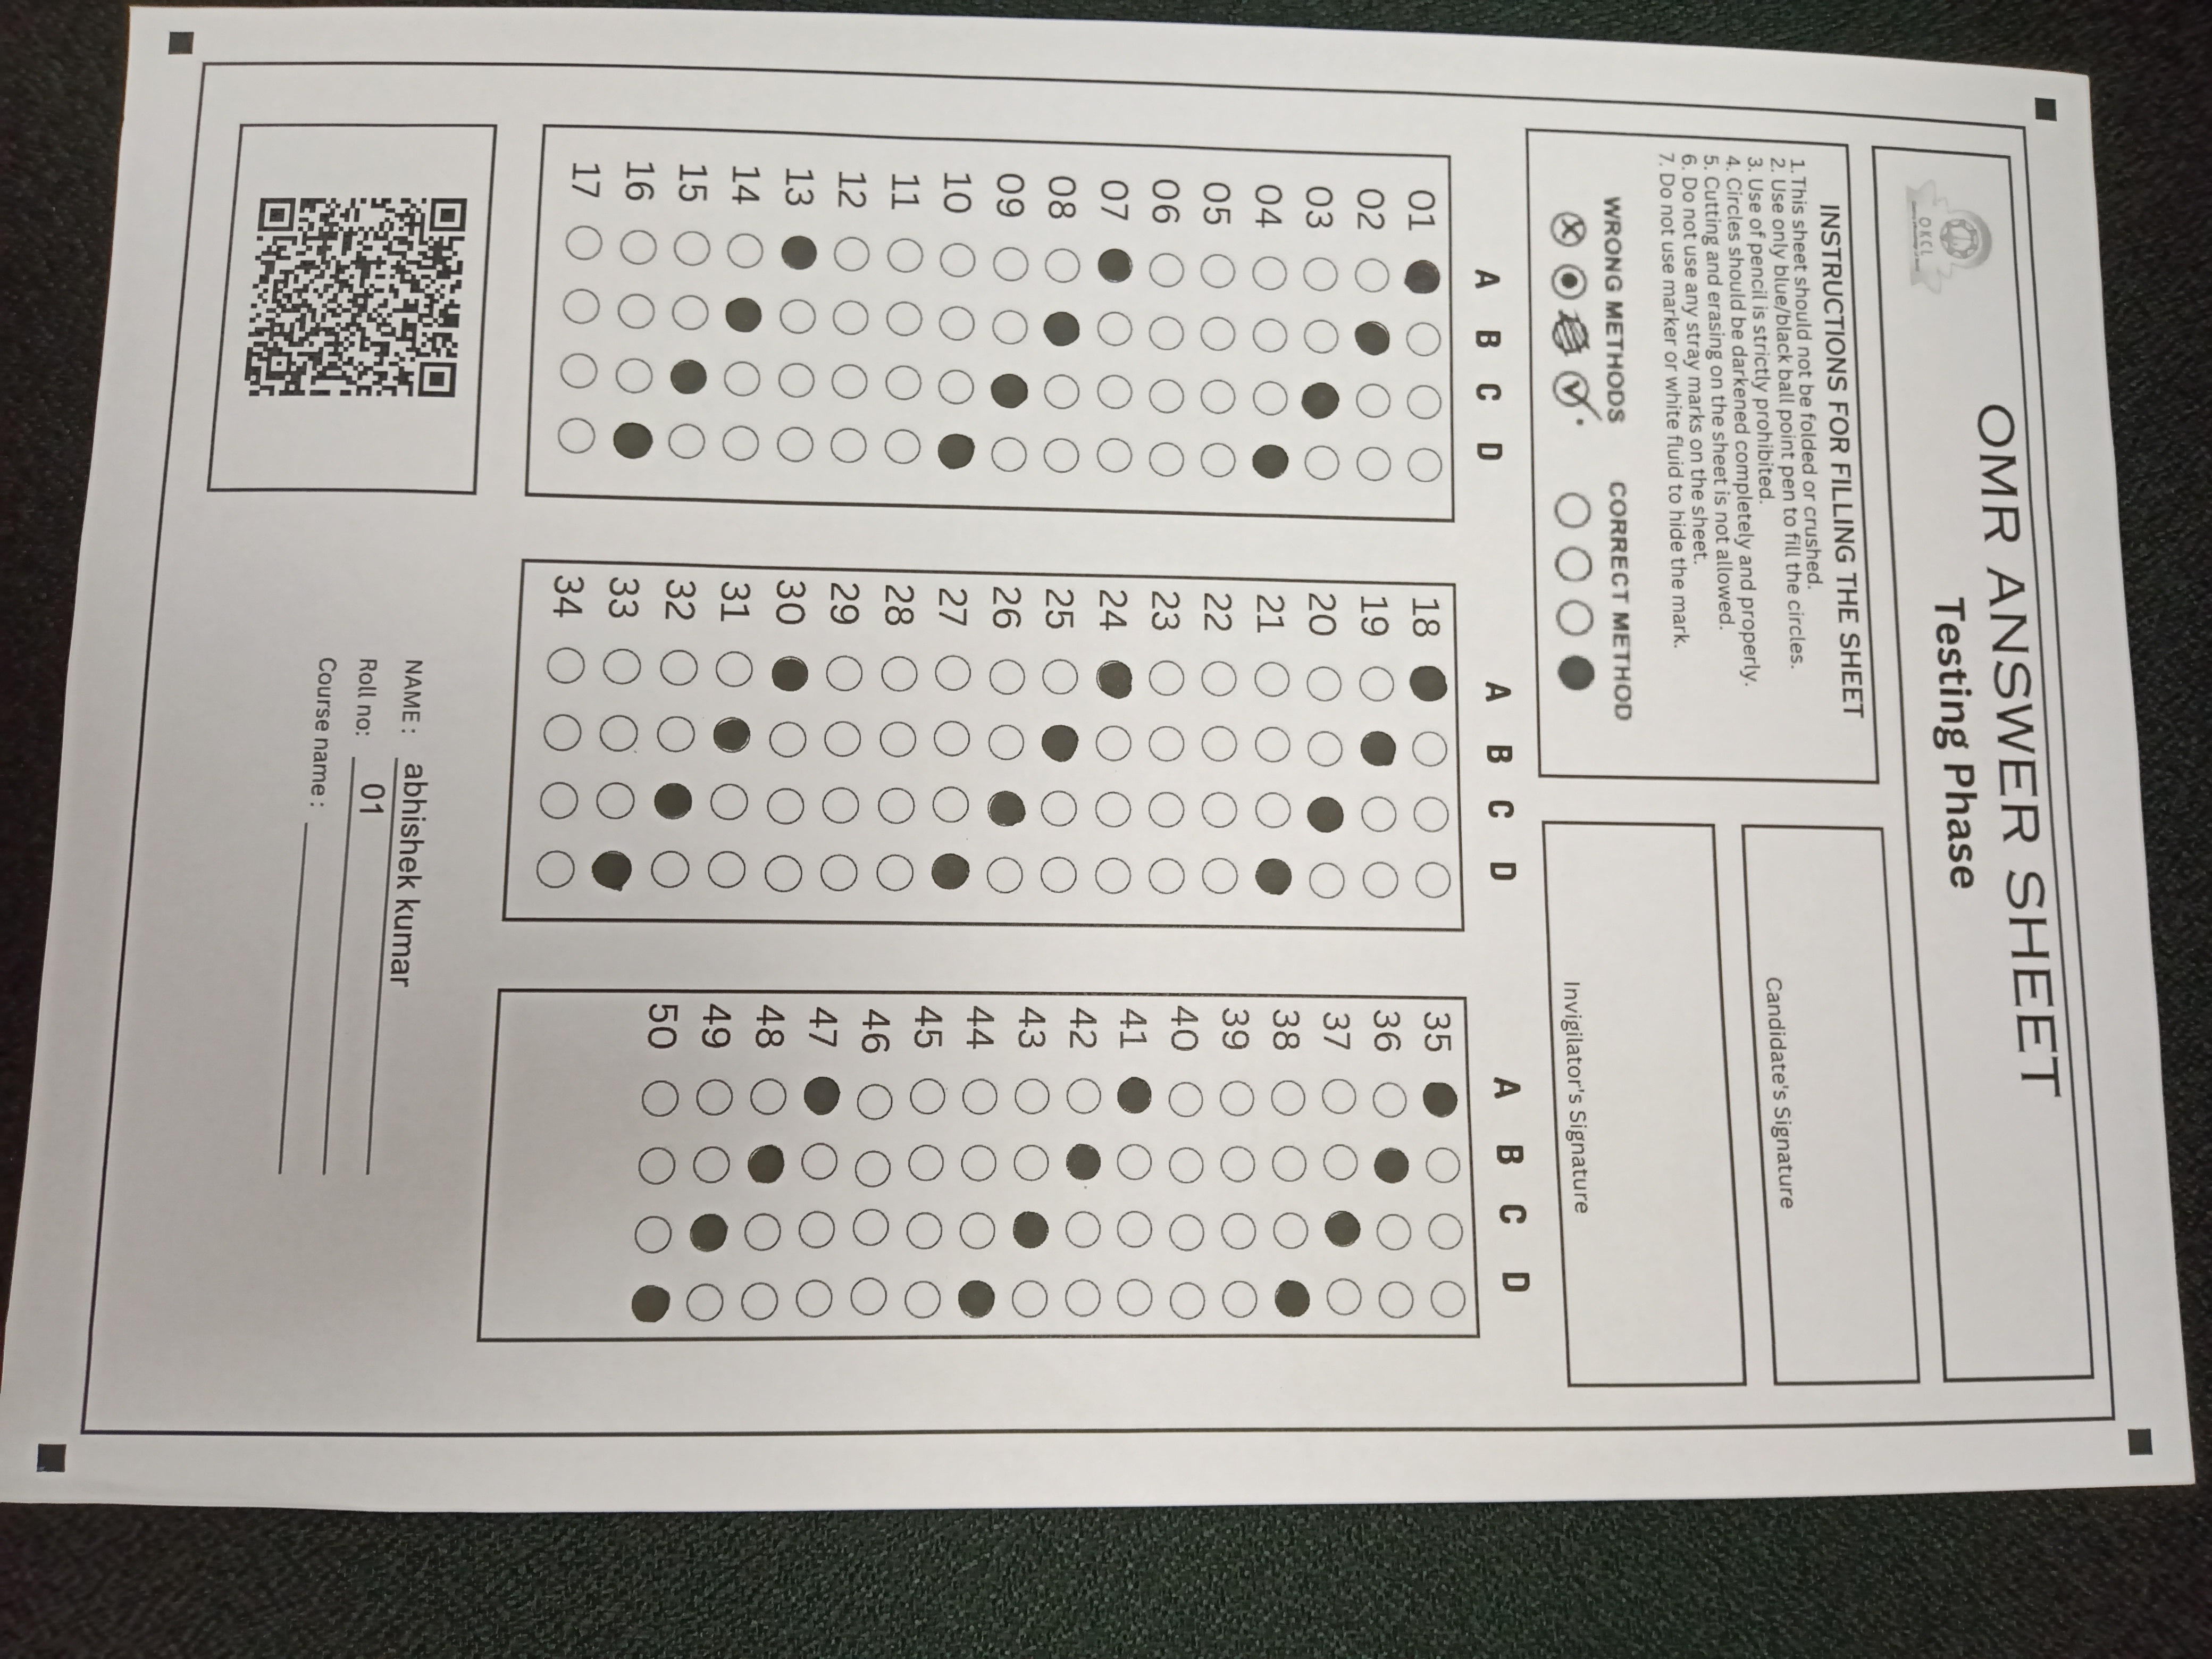 OMR ANSWER SHEET
Testing Phase
OKCL
INSTRUCTIONS FOR FILLING THE SHEET
1. This sheet should not be folded or crushed.
2. Use only blue/black ball point pen to fill the circles.
3. Use of pencil is strictly prohibited.
4. Circles should be darkened completely and properly.
5. Cutting and erasing on the sheet is not allowed.
6. Do not use any stray marks on the sheet.
7. Do not use marker or white fluid to hide the mark.
WRONG METHODS CORRECT METHOD
Candidate's Signature
Invigilator's Signature
A B C D
01
02
03
04
05
06
07
08
09
10
11
12
13
14
15
16
17
A B C D
18
19
20
21
22
23
24
25
26
27
28
29
30
31
32
33
34
A B C D
35
36
37
38
39
40
41
42
43
44
45
46
47
48
49
50
NAME : abhishek kumar
Roll no: 01
Course name :